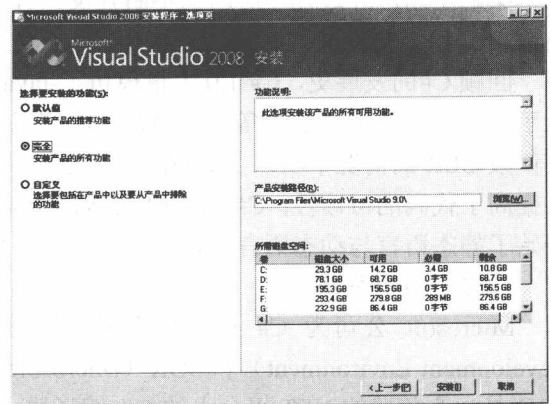 Microsoft Visual Studio 2008 安装程序 - 选项页
Microsoft
Visual Studio 2008 安装
选择要安装的功能(S):
默认值
安装产品的推荐功能
完全
安装产品的所有功能
自定义
选择要包括在产品中以及要从产品中排除
的功能
功能说明:
此选项安装该产品的所有可用功能。
产品安装路径(R):
C:\Program Files\Microsoft Visual Studio 9.0\
浏览(W)...
所需磁盘空间:
卷 磁盘大小 可用 必需 剩余
C: 29.3 GB 14.2 GB 3.4 GB 10.8 GB
D: 78.1 GB 68.7 GB 0 字节 68.7 GB
E: 195.3 GB 156.5 GB 0 字节 156.5 GB
F: 293.4 GB 279.8 GB 289 MB 279.6 GB
G: 232.9 GB 86.4 GB 0 字节 86.4 GB
<上一步(P) 安装(I) 取消